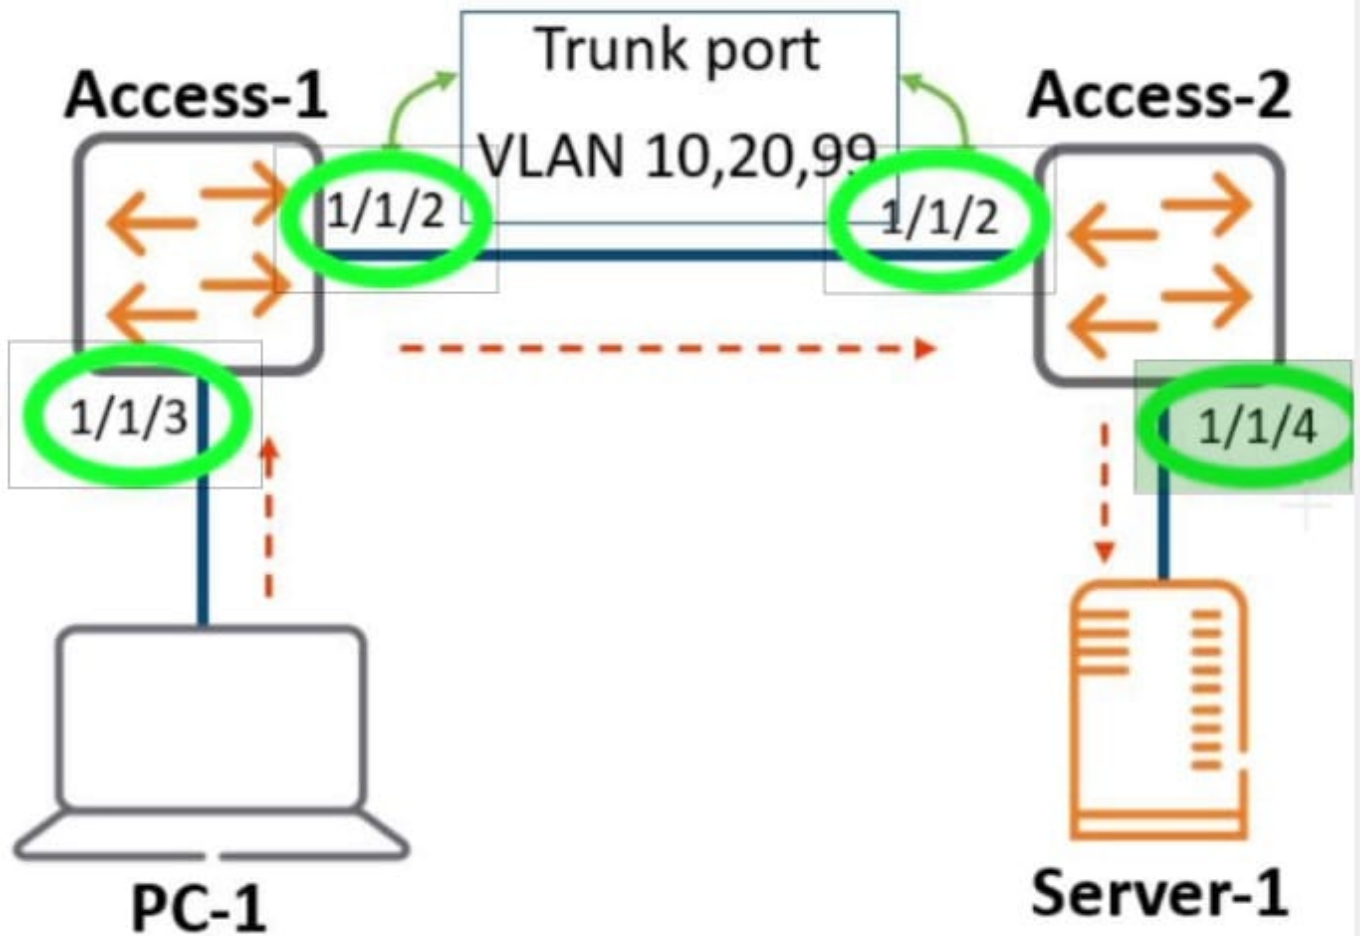 Trunk port
VLAN 10,20,99
Access-1
Access-2
1/1/2
1/1/2
1/1/3
1/1/4
PC-1
Server-1